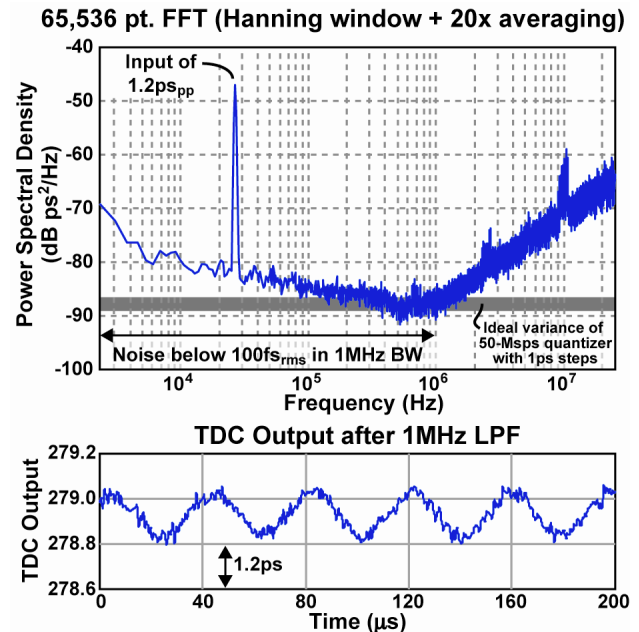 65,536 pt. FFT (Hanning window + 20x averaging)
-40
-50
-60
-70
-80
-90
-100
Power Spectral Density
(dB ps²/Hz)
Input of
1.2ps_pp
Ideal variance of
50-Msps quantizer
with 1ps steps
Noise below 100fs_rms in 1MHz BW
10⁴
10⁵
10⁶
10⁷
Frequency (Hz)
TDC Output after 1MHz LPF
279.2
279.0
278.8
278.6
TDC Output
1.2ps
0
40
80
120
160
200
Time (µs)